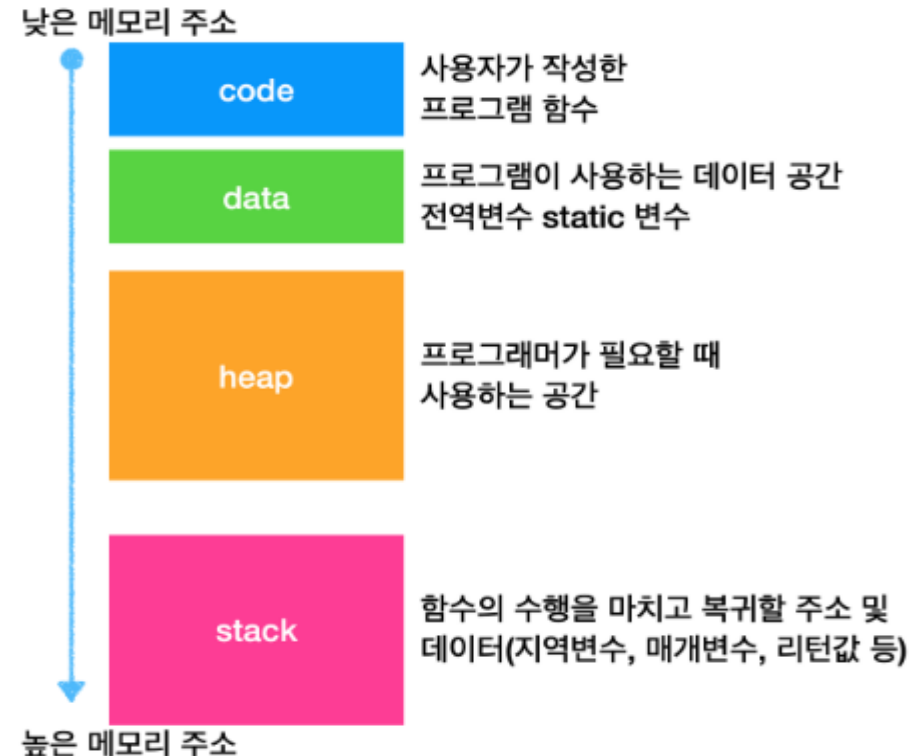 낮은 메모리 주소
code
사용자가 작성한
프로그램 함수
data
프로그램이 사용하는 데이터 공간
전역변수 static 변수
heap
프로그래머가 필요할 때
사용하는 공간
stack
함수의 수행을 마치고 복귀할 주소 및
데이터(지역변수, 매개변수, 리턴값 등)
높은 메모리 주소